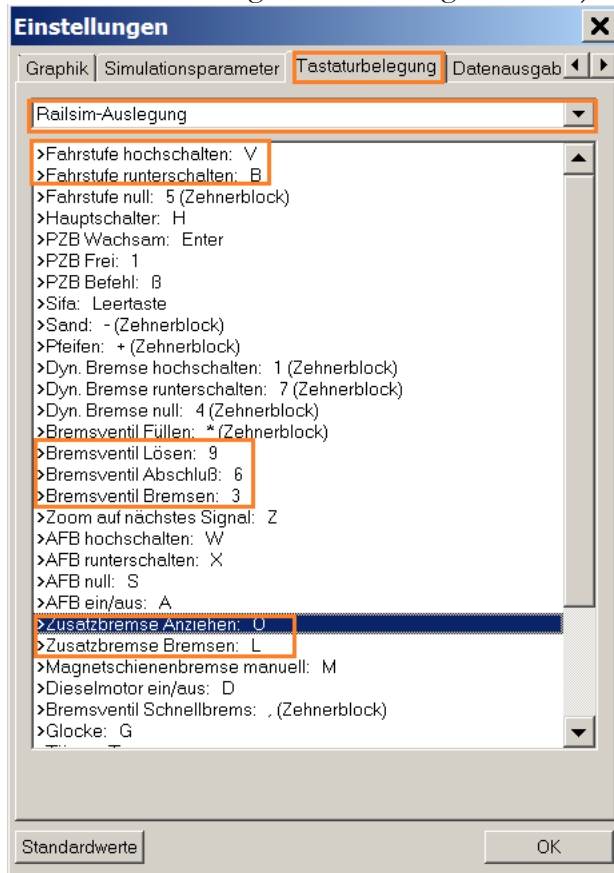 Einstellungen
Graphik Simulationsparameter Tastaturbelegung Datenausgab
Railsim-Auslegung
>Fahrstufe hochschalten: V
>Fahrstufe runterschalten: B
>Fahrstufe null: 5 (Zehnerblock)
>Hauptschalter: H
>PZB Wachsam: Enter
>PZB Frei: 1
>PZB Befehl: ß
>Sifa: Leertaste
>Sand: - (Zehnerblock)
>Pfeifen: + (Zehnerblock)
>Dyn. Bremse hochschalten: 1 (Zehnerblock)
>Dyn. Bremse runterschalten: 7 (Zehnerblock)
>Dyn. Bremse null: 4 (Zehnerblock)
>Bremsventil Füllen: * (Zehnerblock)
>Bremsventil Lösen: 9
>Bremsventil Abschluß: 6
>Bremsventil Bremsen: 3
>Zoom auf nächstes Signal: Z
>AFB hochschalten: W
>AFB runterschalten: X
>AFB null: S
>AFB ein/aus: A
>Zusatzbremse Anziehen: O
>Zusatzbremse Bremsen: L
>Magnetschienenbremse manuell: M
>Dieselmotor ein/aus: D
>Bremsventil Schnellbrems: , (Zehnerblock)
>Glocke: G
Standardwerte OK